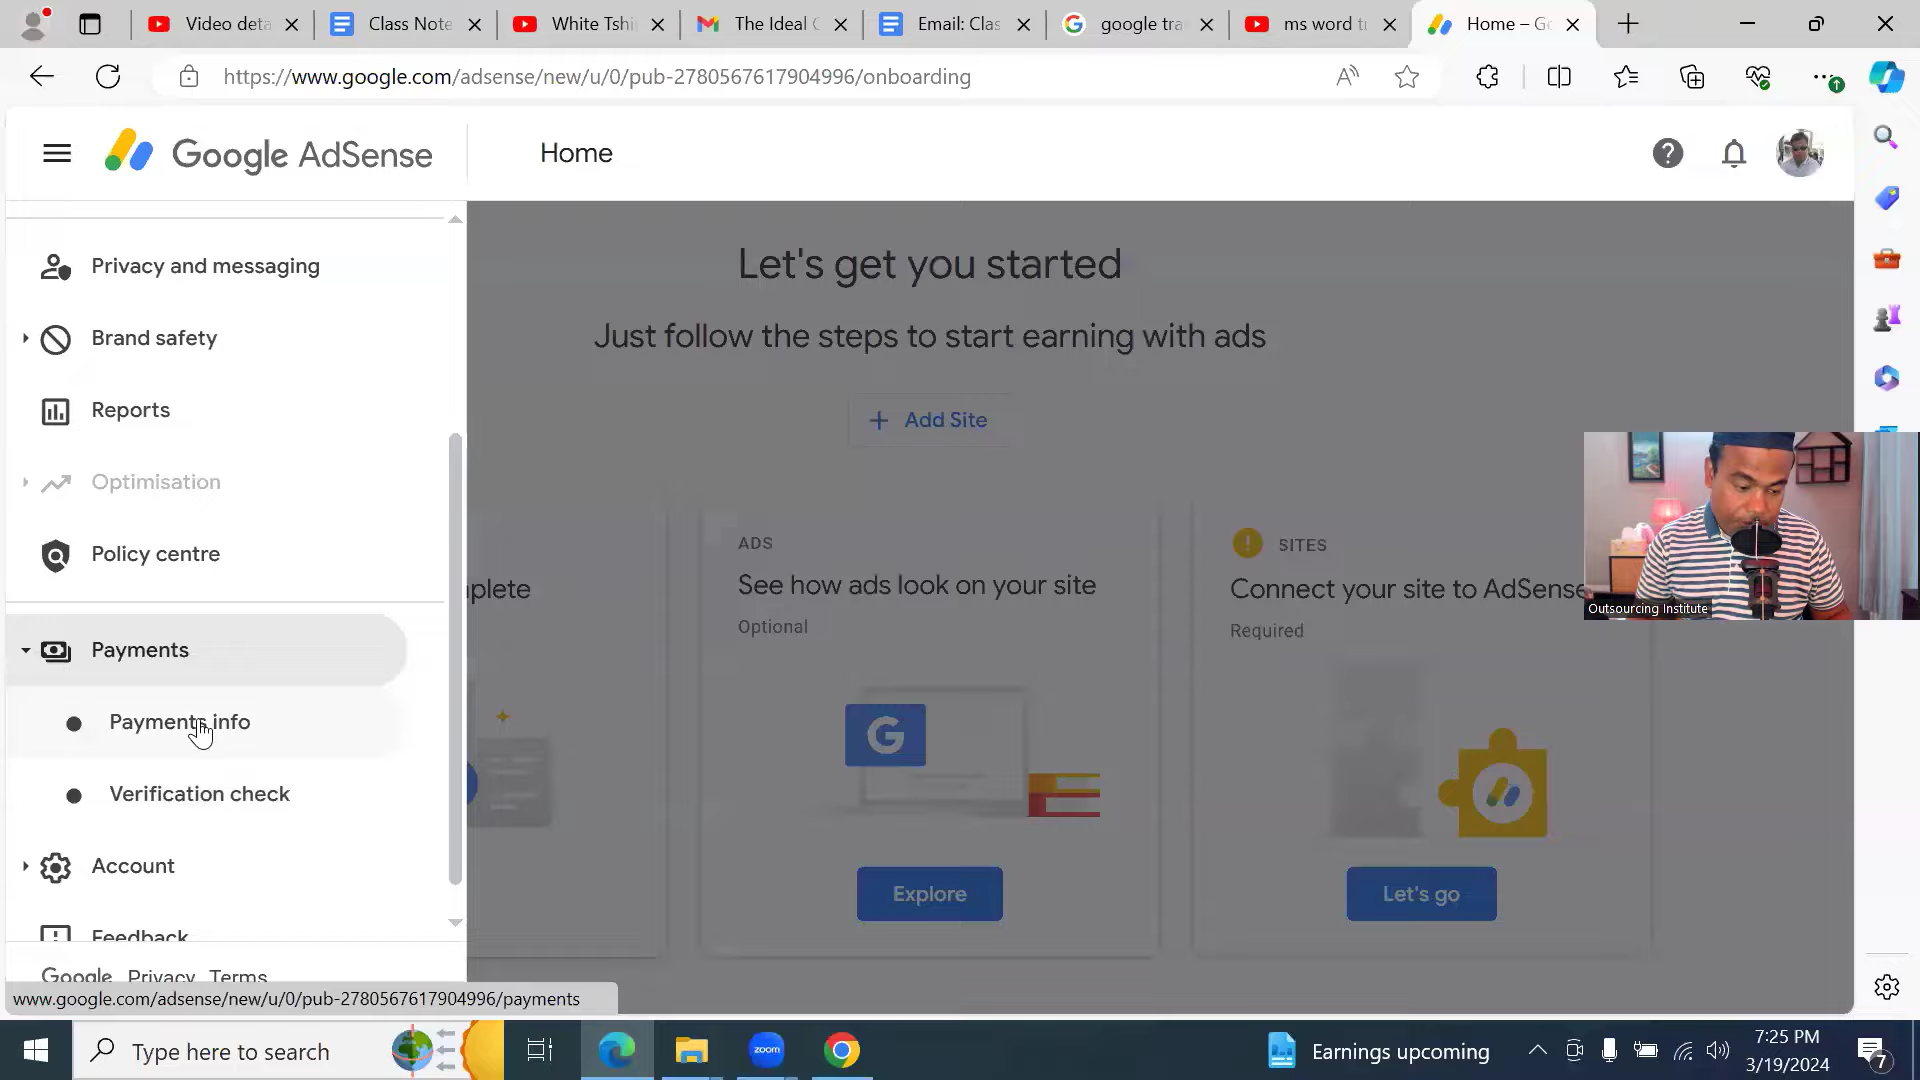 Video deta
Class Note
White Tshi
The Ideal C
Email: Clas
google tra
ms word tu
Home – Go
https://www.google.com/adsense/new/u/0/pub-2780567617904996/onboarding
Google AdSense
Home
Let's get you started
Just follow the steps to start earning with ads
+ Add Site
Privacy and messaging
Brand safety
Reports
Optimisation
Policy centre
Payments
Payments info
Verification check
Account
Feedback
Google Privacy Terms
www.google.com/adsense/new/u/0/pub-2780567617904996/payments
plete
ADS
See how ads look on your site
Optional
G
Explore
SITES
Connect your site to AdSense
Required
Let's go
Outsourcing Institute
Type here to search
zoom
Earnings upcoming
7:25 PM
3/19/2024
7